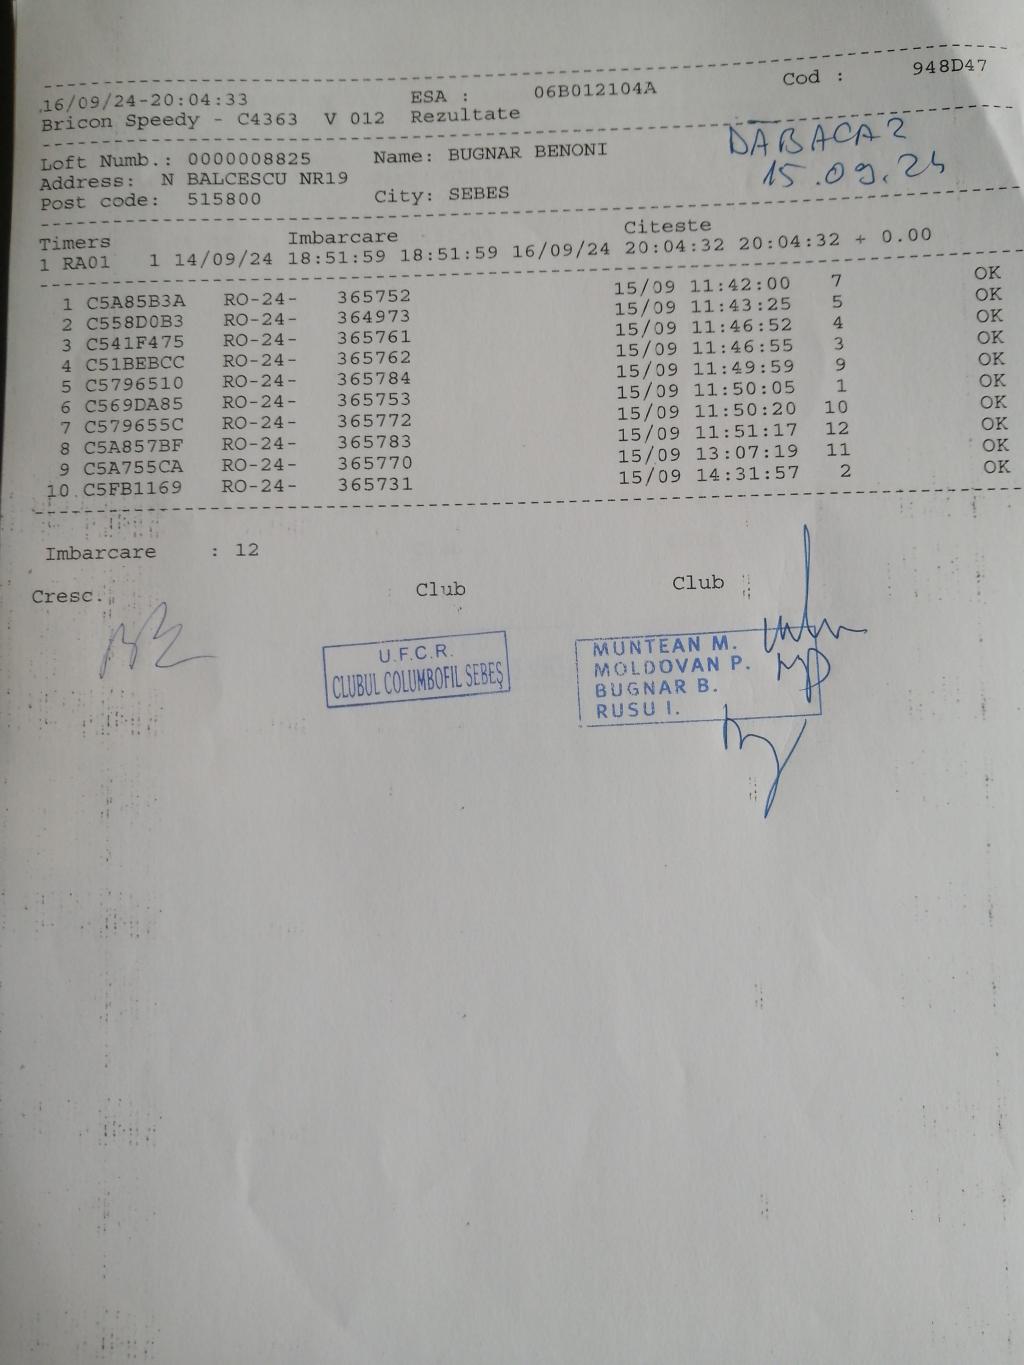 16/09/24-20:04:33 ESA : 06B012104A Cod : 948D47
Bricon Speedy - C4363 V 012 Rezultate
Loft Numb.: 0000008825 Name: BUGNAR BENONI
DABACA 2
Address: N BALCESCU NR19
15.09.24
Post code: 515800 City: SEBES
Timers Imbarcare Citeste
1 RA01 1 14/09/24 18:51:59 18:51:59 16/09/24 20:04:32 20:04:32 + 0.00
1 C5A85B3A RO-24- 365752 15/09 11:42:00 7 OK
2 C558D0B3 RO-24- 364973 15/09 11:43:25 5 OK
3 C541F475 RO-24- 365761 15/09 11:46:52 4 OK
4 C51BEBCC RO-24- 365762 15/09 11:46:55 3 OK
5 C5796510 RO-24- 365784 15/09 11:49:59 9 OK
6 C569DA85 RO-24- 365753 15/09 11:50:05 1 OK
7 C579655C RO-24- 365772 15/09 11:50:20 10 OK
8 C5A857BF RO-24- 365783 15/09 11:51:17 12 OK
9 C5A755CA RO-24- 365770 15/09 13:07:19 11 OK
10 C5FB1169 RO-24- 365731 15/09 14:31:57 2 OK
Imbarcare : 12
Cresc. Club Club
U.F.C.R.
CLUBUL COLUMBOFIL SEBEŞ
MUNTEAN M.
MOLDOVAN P.
BUGNAR B.
RUSU I.